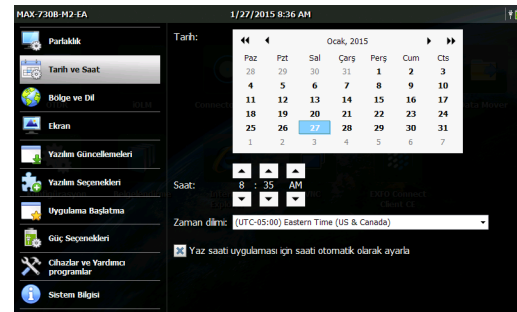 MAX-730B-M2-EA 1/27/2015 8:36 AM
Parlaklık
Tarih ve Saat
Bölge ve Dil
Ekran
Yazılım Güncellemeleri
Yazılım Seçenekleri
Uygulama Başlatma
Güç Seçenekleri
Cihazlar ve Yardımcı
programlar
Sistem Bilgisi
Tarih:
Ocak, 2015
Paz Pzt Sal Çarş Perş Cum Cts
28 29 30 31 1 2 3
4 5 6 7 8 9 10
11 12 13 14 15 16 17
18 19 20 21 22 23 24
25 26 27 28 29 30 31
1 2 3 4 5 6 7
Saat: 8 : 35 AM
Zaman dilimi: (UTC-05:00) Eastern Time (US & Canada)
Yaz saati uygulaması için saati otomatik olarak ayarla
EXFO Connect